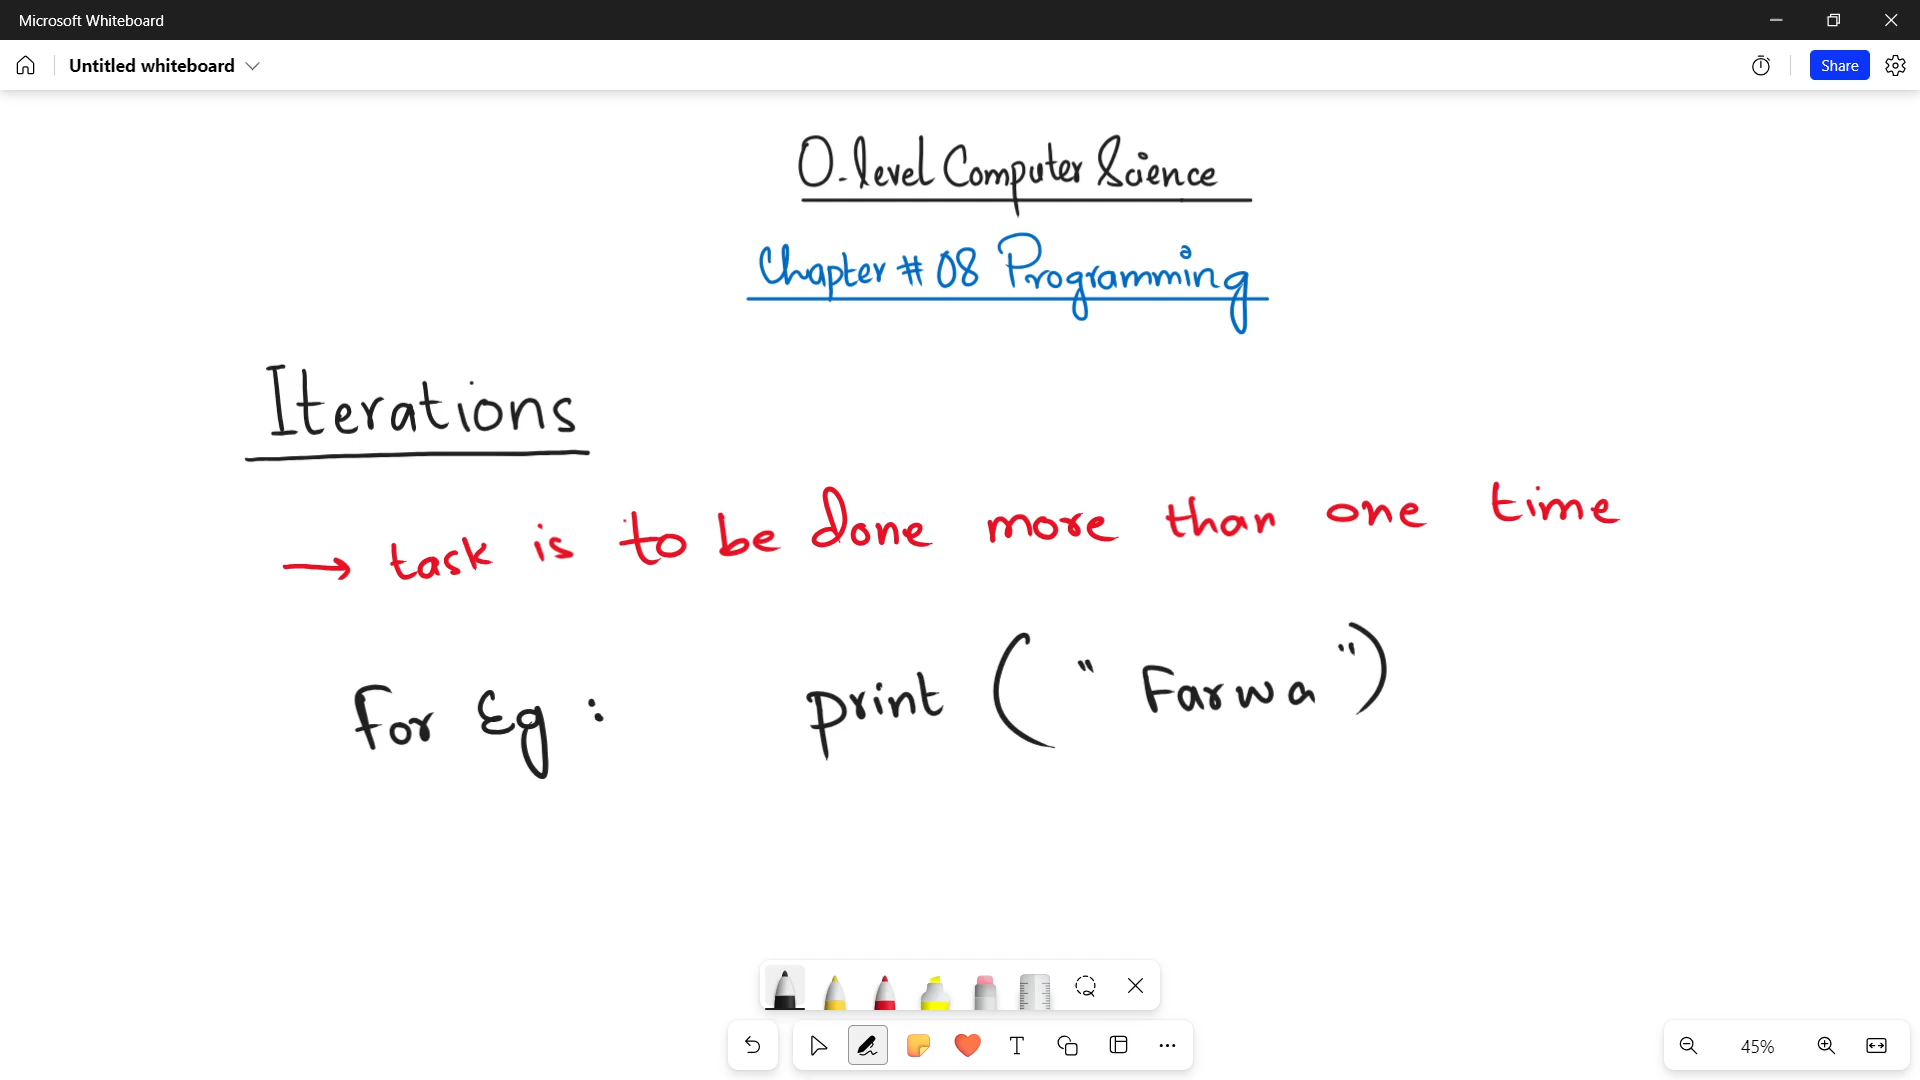 Microsoft Whiteboard
Untitled whiteboard
Share
O-level Computer Science
Chapter # 08 Programming
Iterations
→ task is to be done more than one time
For Eg : print ( " Farwa ")
45%